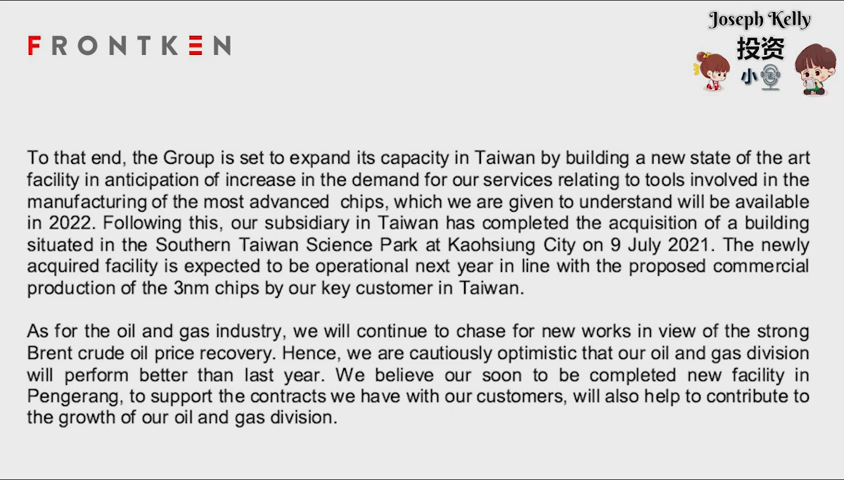 FRONTKEN
Joseph Kelly
投资
小
To that end, the Group is set to expand its capacity in Taiwan by building a new state of the art
facility in anticipation of increase in the demand for our services relating to tools involved in the
manufacturing of the most advanced chips, which we are given to understand will be available
in 2022. Following this, our subsidiary in Taiwan has completed the acquisition of a building
situated in the Southern Taiwan Science Park at Kaohsiung City on 9 July 2021. The newly
acquired facility is expected to be operational next year in line with the proposed commercial
production of the 3nm chips by our key customer in Taiwan.
As for the oil and gas industry, we will continue to chase for new works in view of the strong
Brent crude oil price recovery. Hence, we are cautiously optimistic that our oil and gas division
will perform better than last year. We believe our soon to be completed new facility in
Pengerang, to support the contracts we have with our customers, will also help to contribute to
the growth of our oil and gas division.